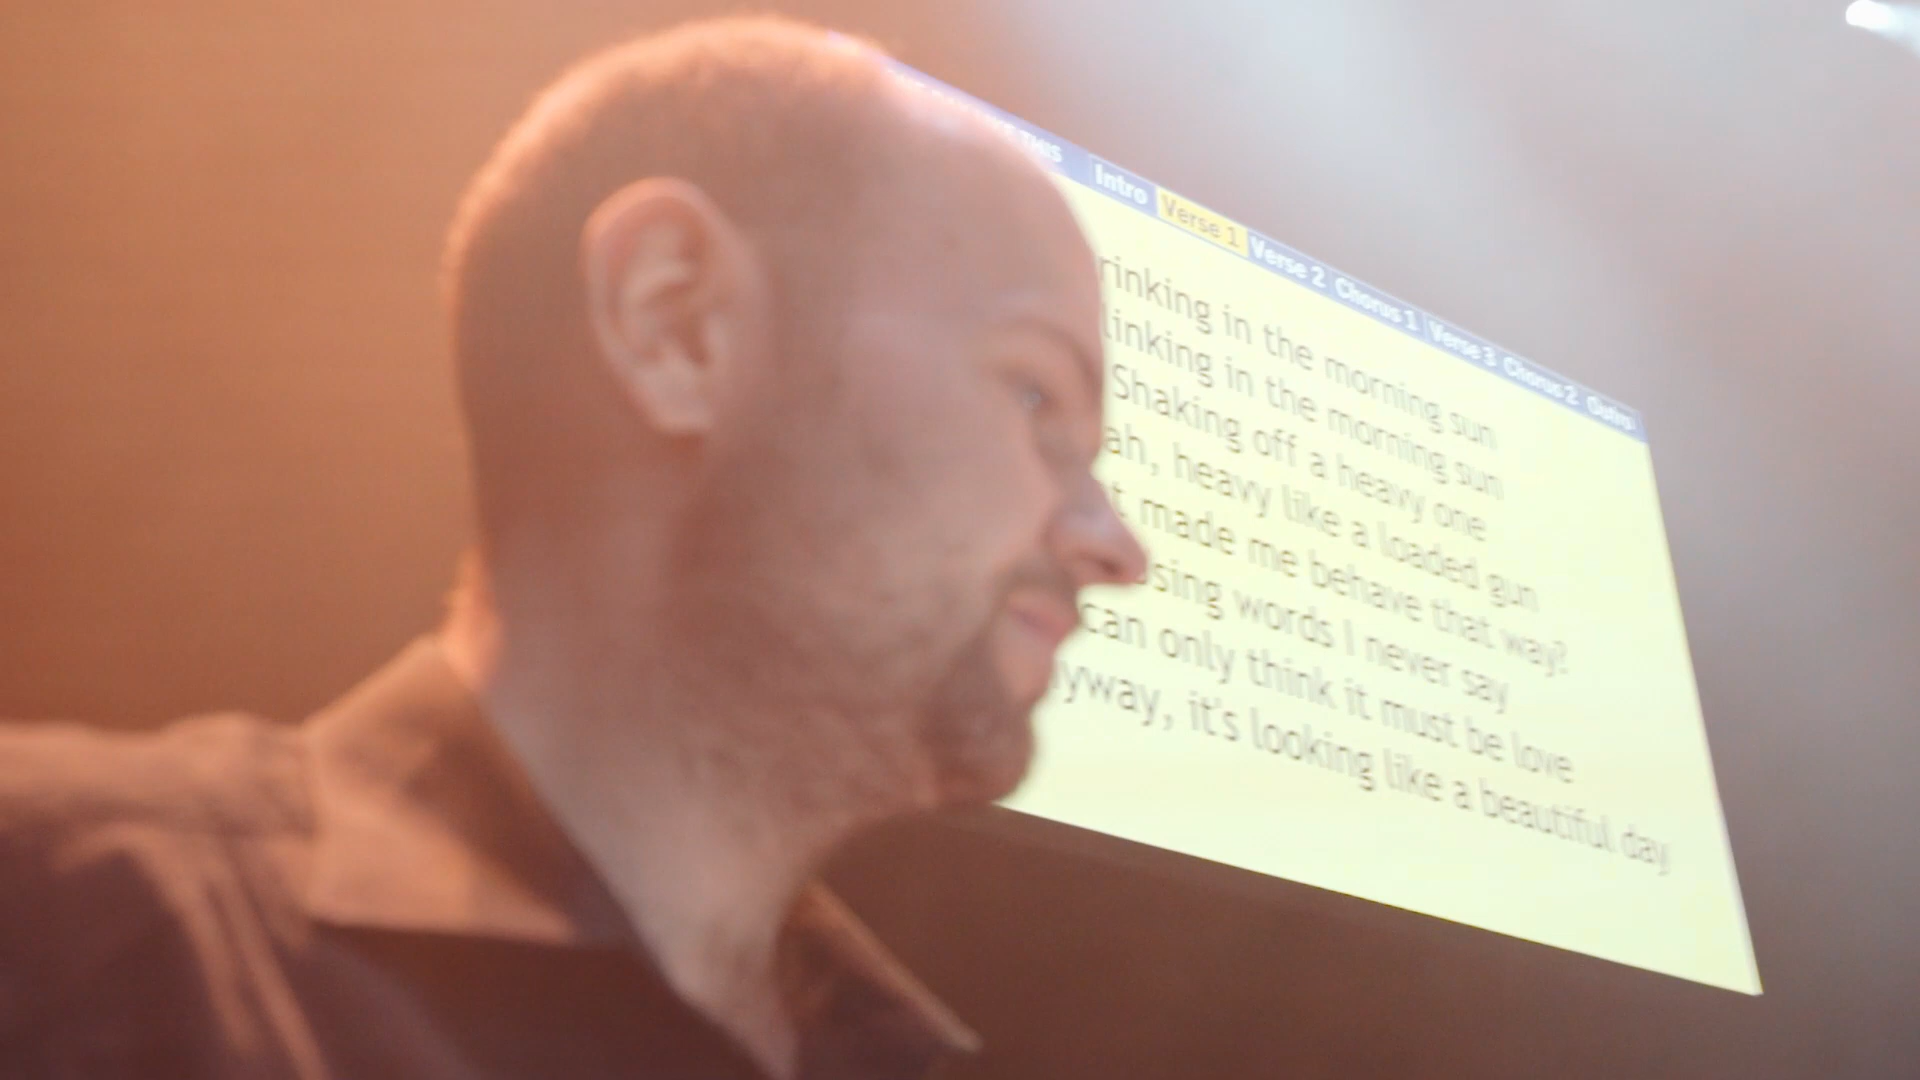 THIS Intro Verse 1 Verse 2 Chorus 1 Verse 3 Chorus 2 Outro
rinking in the morning sun
linking in the morning sun
Shaking off a heavy one
ah, heavy like a loaded gun
t made me behave that way?
sing words I never say
can only think it must be love
yway, it's looking like a beautiful day